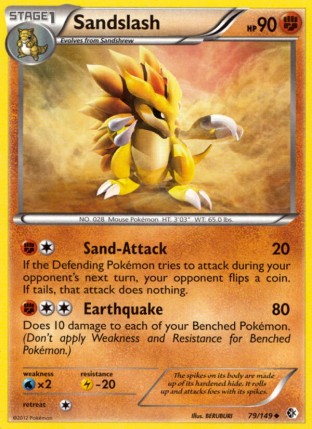 STAGE1
Sandslash
HP90
Evolves from Sandshrew
NO. 028 Mouse Pokémon HT: 3'03" WT: 65.0 lbs.
Sand-Attack 20
If the Defending Pokémon tries to attack during your
opponent's next turn, your opponent flips a coin.
If tails, that attack does nothing.
Earthquake 80
Does 10 damage to each of your Benched Pokémon.
(Don't apply Weakness and Resistance for Benched
Pokémon.)
weakness
×2
resistance
-20
retreat
The spikes on its body are made
up of its hardened hide. It rolls
up and attacks foes with its spikes.
©2012 Pokémon
Illus. BERUBURI
79/149